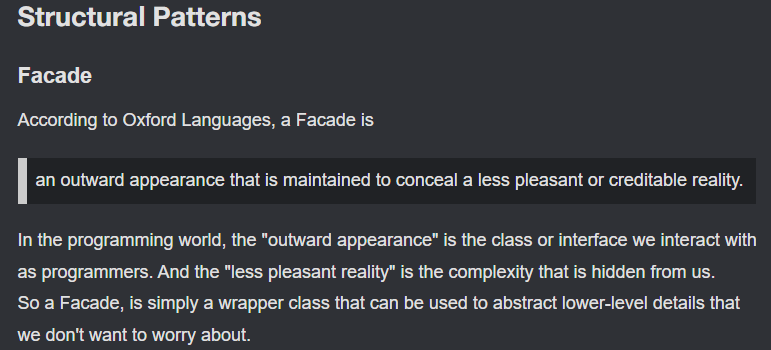 Structural Patterns
Facade
According to Oxford Languages, a Facade is
an outward appearance that is maintained to conceal a less pleasant or creditable reality.
In the programming world, the "outward appearance" is the class or interface we interact with
as programmers. And the "less pleasant reality" is the complexity that is hidden from us.
So a Facade, is simply a wrapper class that can be used to abstract lower-level details that
we don't want to worry about.